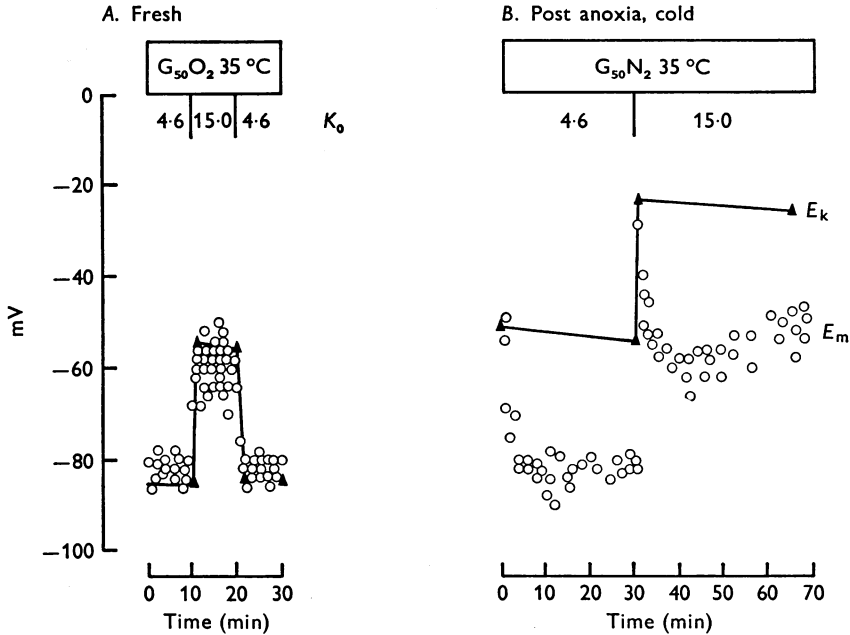 A. Fresh
B. Post anoxia, cold
G₅₀O₂ 35 °C
G₅₀N₂ 35 °C
0
4·6 15·0 4·6 K₀
4·6 15·0
−20
Eₖ
−40
mV
Eₘ
−60
−80
−100
0 10 20 30
0 10 20 30 40 50 60 70
Time (min)
Time (min)